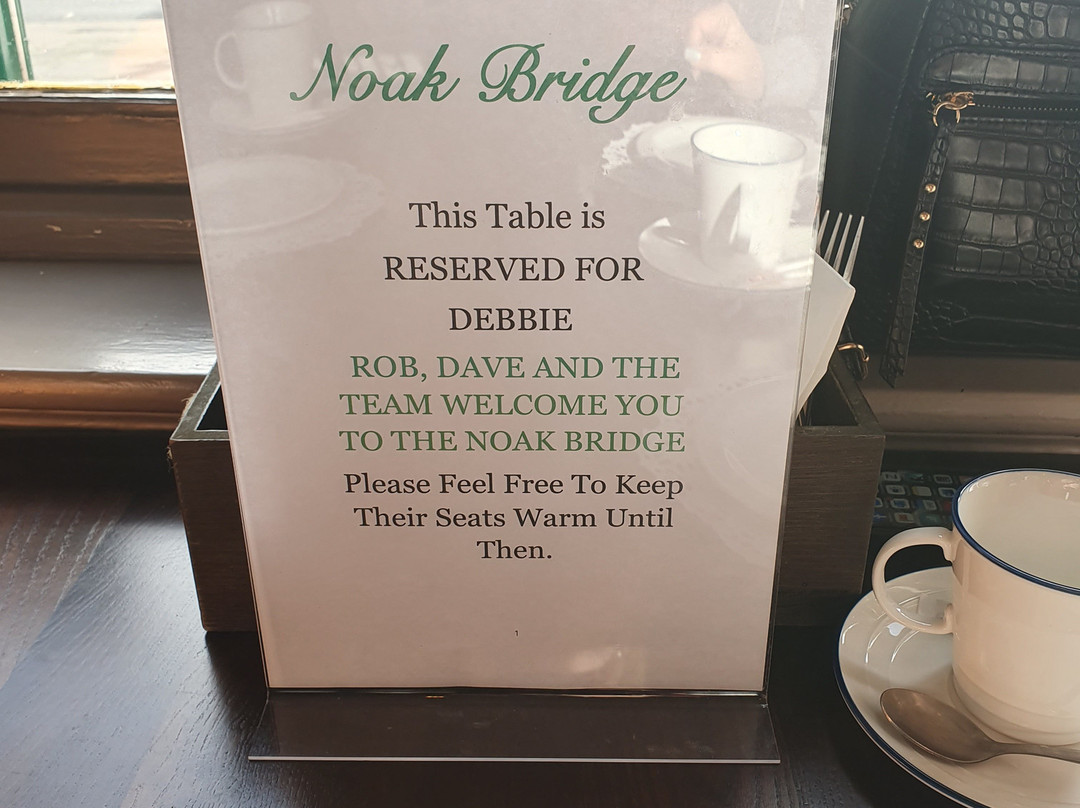 Noak Bridge
This Table is
RESERVED FOR
DEBBIE
ROB, DAVE AND THE
TEAM WELCOME YOU
TO THE NOAK BRIDGE
Please Feel Free To Keep
Their Seats Warm Until
Then.
1